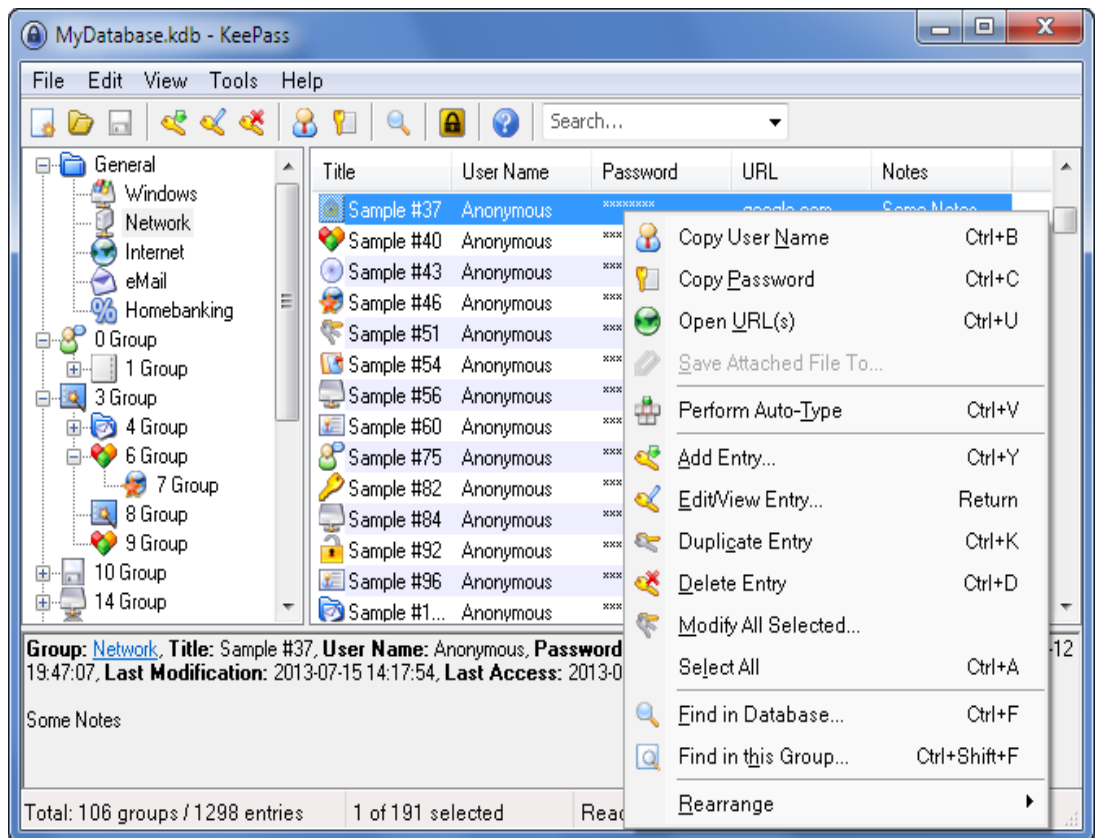 MyDatabase.kdb - KeePass
File Edit View Tools Help
Search...
General
Windows
Network
Internet
eMail
Homebanking
0 Group
1 Group
3 Group
4 Group
6 Group
7 Group
8 Group
9 Group
10 Group
14 Group
Title User Name Password URL Notes
Sample #37 Anonymous ******** google.com Some Notes
Sample #40 Anonymous ***
Sample #43 Anonymous ***
Sample #46 Anonymous ***
Sample #51 Anonymous ***
Sample #54 Anonymous ***
Sample #56 Anonymous ***
Sample #60 Anonymous ***
Sample #75 Anonymous ***
Sample #82 Anonymous ***
Sample #84 Anonymous ***
Sample #92 Anonymous ***
Sample #96 Anonymous ***
Sample #1... Anonymous ***
Copy User Name Ctrl+B
Copy Password Ctrl+C
Open URL(s) Ctrl+U
Save Attached File To...
Perform Auto-Type Ctrl+V
Add Entry... Ctrl+Y
Edit/View Entry... Return
Duplicate Entry Ctrl+K
Delete Entry Ctrl+D
Modify All Selected...
Select All Ctrl+A
Find in Database... Ctrl+F
Find in this Group... Ctrl+Shift+F
Rearrange
Group: Network, Title: Sample #37, User Name: Anonymous, Password -12
19:47:07, Last Modification: 2013-07-15 14:17:54, Last Access: 2013-0
Some Notes
Total: 106 groups / 1298 entries 1 of 191 selected